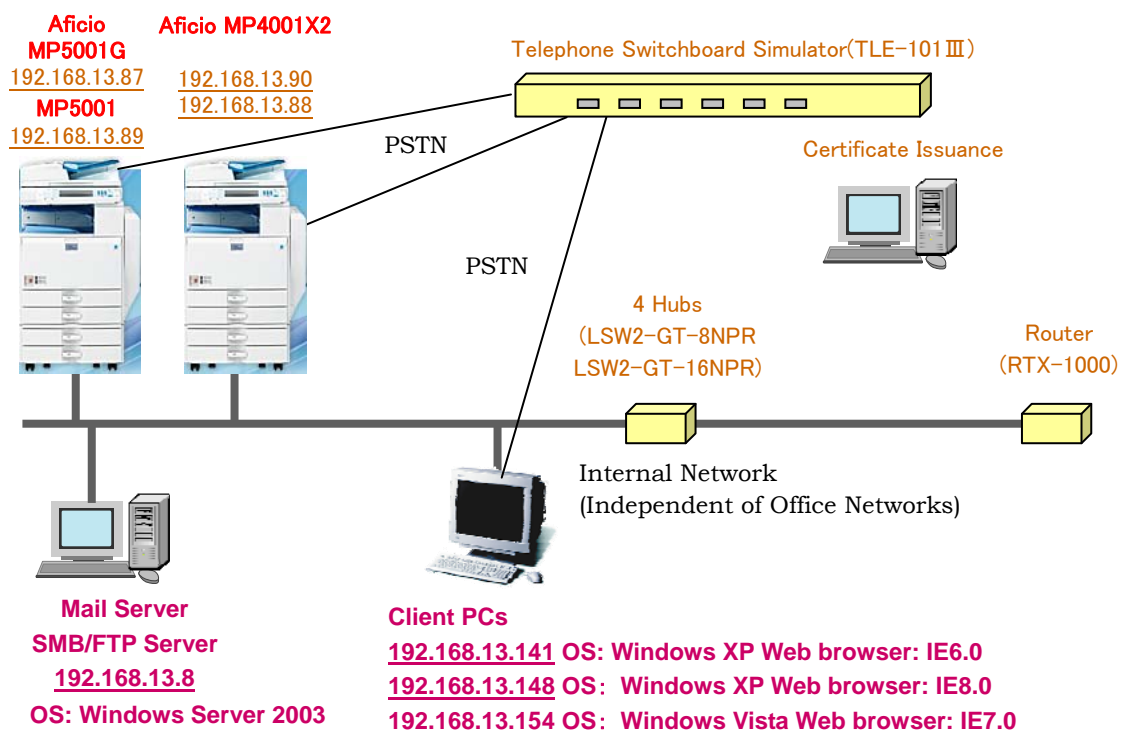 Aficio
MP5001G
192.168.13.87
MP5001
192.168.13.89
Aficio MP4001X2
192.168.13.90
192.168.13.88
Telephone Switchboard Simulator(TLE-101Ⅲ)
PSTN
Certificate Issuance
PSTN
4 Hubs
(LSW2-GT-8NPR
LSW2-GT-16NPR)
Router
(RTX-1000)
Internal Network
(Independent of Office Networks)
Mail Server
SMB/FTP Server
192.168.13.8
OS: Windows Server 2003
Client PCs
192.168.13.141 OS: Windows XP Web browser: IE6.0
192.168.13.148 OS： Windows XP Web browser: IE8.0
192.168.13.154 OS： Windows Vista Web browser: IE7.0